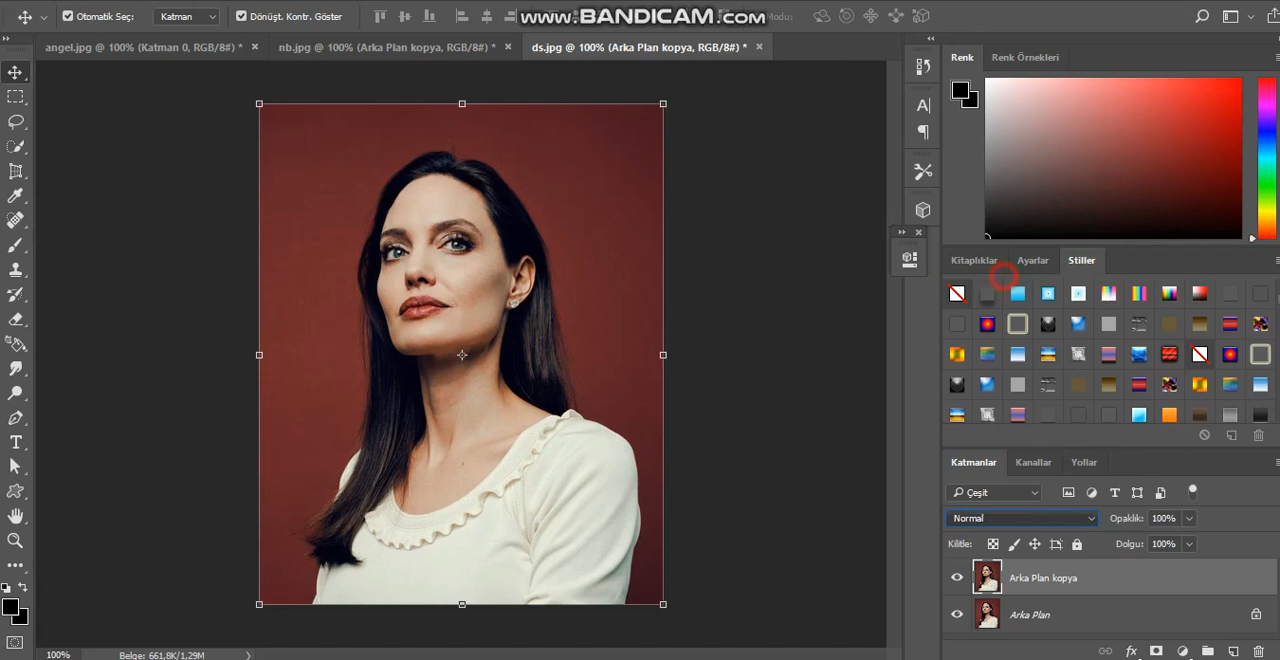 Otomatik Seç: Katman Dönüşt. Kontr. Göster www.BANDICAM.com Modu:
angel.jpg @ 100% (Katman 0, RGB/8#) * nb.jpg @ 100% (Arka Plan kopya, RGB/8#) * ds.jpg @ 100% (Arka Plan kopya, RGB/8#) *
Renk Renk Örnekleri
Kitaplıklar Ayarlar Stiller
Katmanlar Kanallar Yollar
Çeşit
Normal Opaklık: 100%
Kilitle: Dolgu: 100%
Arka Plan kopya
Arka Plan
100% Belge: 661,8K/1,29M